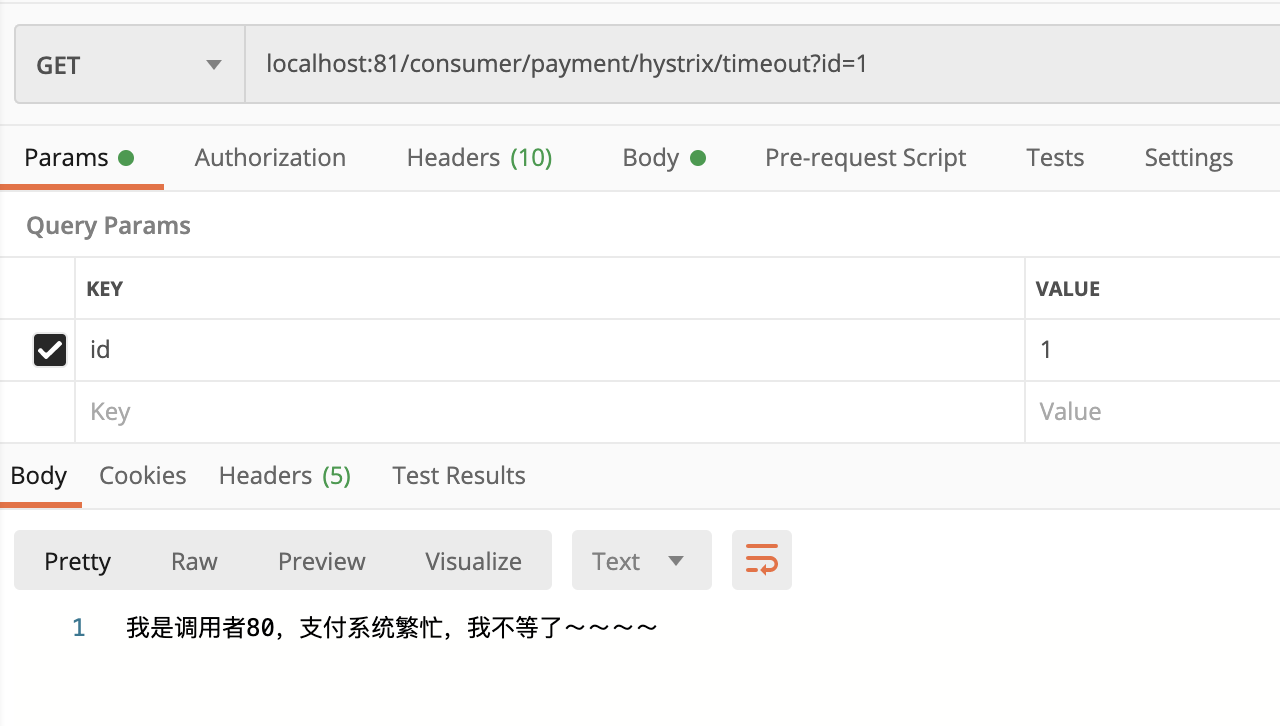 GET localhost:81/consumer/payment/hystrix/timeout?id=1
Params Authorization Headers (10) Body Pre-request Script Tests Settings
Query Params
KEY VALUE
id 1
Key Value
Body Cookies Headers (5) Test Results
Pretty Raw Preview Visualize Text
1 我是调用者80，支付系统繁忙，我不等了～～～～